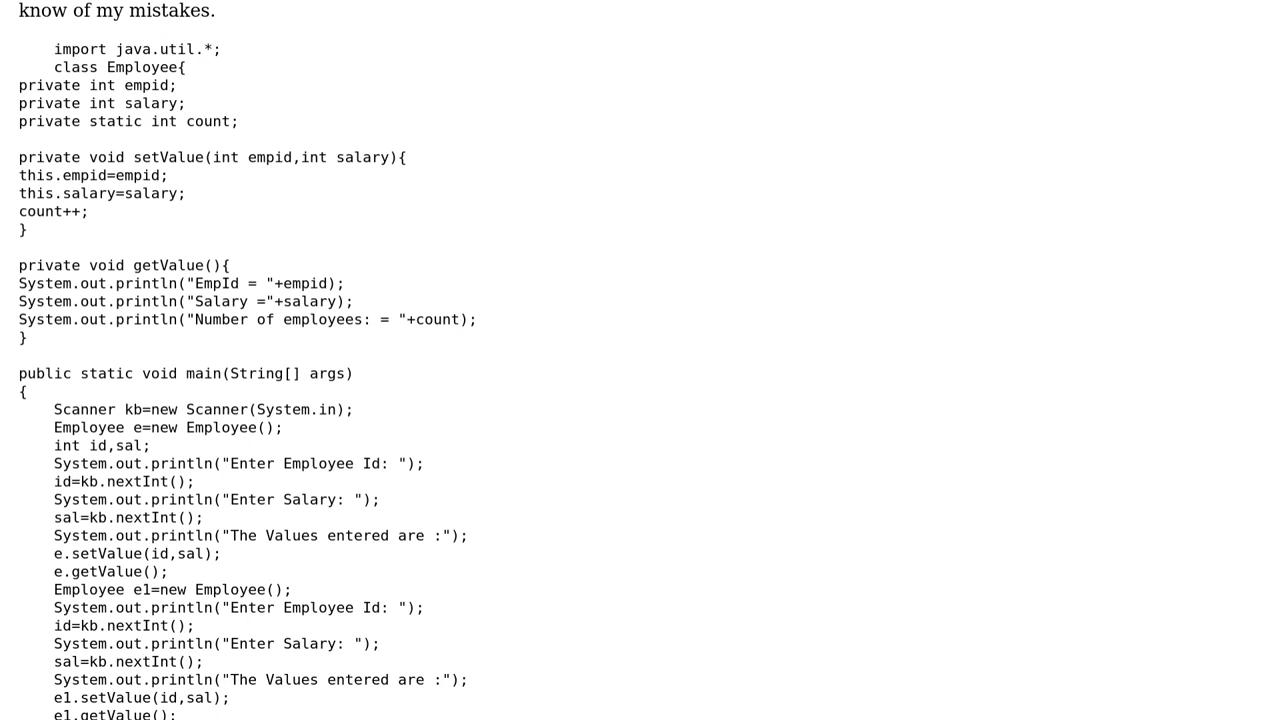 know of my mistakes.
import java.util.*;
class Employee{
private int empid;
private int salary;
private static int count;
private void setValue(int empid,int salary){
this.empid=empid;
this.salary=salary;
count++;
}
private void getValue(){
System.out.println("EmpId = "+empid);
System.out.println("Salary ="+salary);
System.out.println("Number of employees: = "+count);
}
public static void main(String[] args)
{
Scanner kb=new Scanner(System.in);
Employee e=new Employee();
int id,sal;
System.out.println("Enter Employee Id: ");
id=kb.nextInt();
System.out.println("Enter Salary: ");
sal=kb.nextInt();
System.out.println("The Values entered are :");
e.setValue(id,sal);
e.getValue();
Employee e1=new Employee();
System.out.println("Enter Employee Id: ");
id=kb.nextInt();
System.out.println("Enter Salary: ");
sal=kb.nextInt();
System.out.println("The Values entered are :");
e1.setValue(id,sal);
e1.getValue();